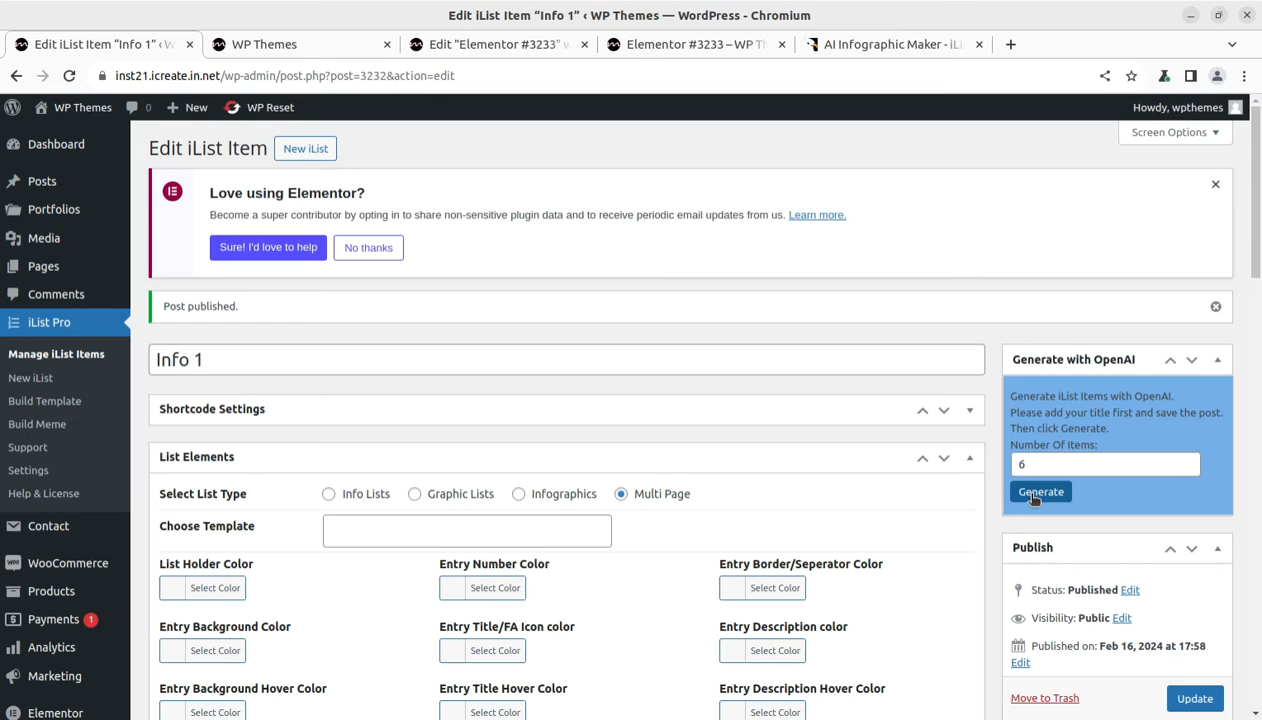 Edit iList Item “Info 1” ‹ WP Themes — WordPress - Chromium
Edit iList Item “Info 1” ‹ W
WP Themes
Edit "Elementor #3233" w
Elementor #3233 – WP Th
AI Infographic Maker - iLi
inst21.icreate.in.net/wp-admin/post.php?post=3232&action=edit
WP Themes
0
New
WP Reset
Howdy, wpthemes
Dashboard
Posts
Portfolios
Media
Pages
Comments
iList Pro
Manage iList Items
New iList
Build Template
Build Meme
Support
Settings
Help & License
Contact
WooCommerce
Products
Payments 1
Analytics
Marketing
Elementor
Screen Options
Edit iList Item
New iList
Love using Elementor?
Become a super contributor by opting in to share non-sensitive plugin data and to receive periodic email updates from us. Learn more.
Sure! I'd love to help
No thanks
Post published.
Info 1
Shortcode Settings
List Elements
Select List Type
Info Lists
Graphic Lists
Infographics
Multi Page
Choose Template
List Holder Color
Entry Number Color
Entry Border/Seperator Color
Select Color
Select Color
Select Color
Entry Background Color
Entry Title/FA Icon color
Entry Description color
Select Color
Select Color
Select Color
Entry Background Hover Color
Entry Title Hover Color
Entry Description Hover Color
Select Color
Select Color
Select Color
Generate with OpenAI
Generate iList Items with OpenAI.
Please add your title first and save the post.
Then click Generate.
Number Of Items:
6
Generate
Publish
Status: Published Edit
Visibility: Public Edit
Published on: Feb 16, 2024 at 17:58
Edit
Move to Trash
Update